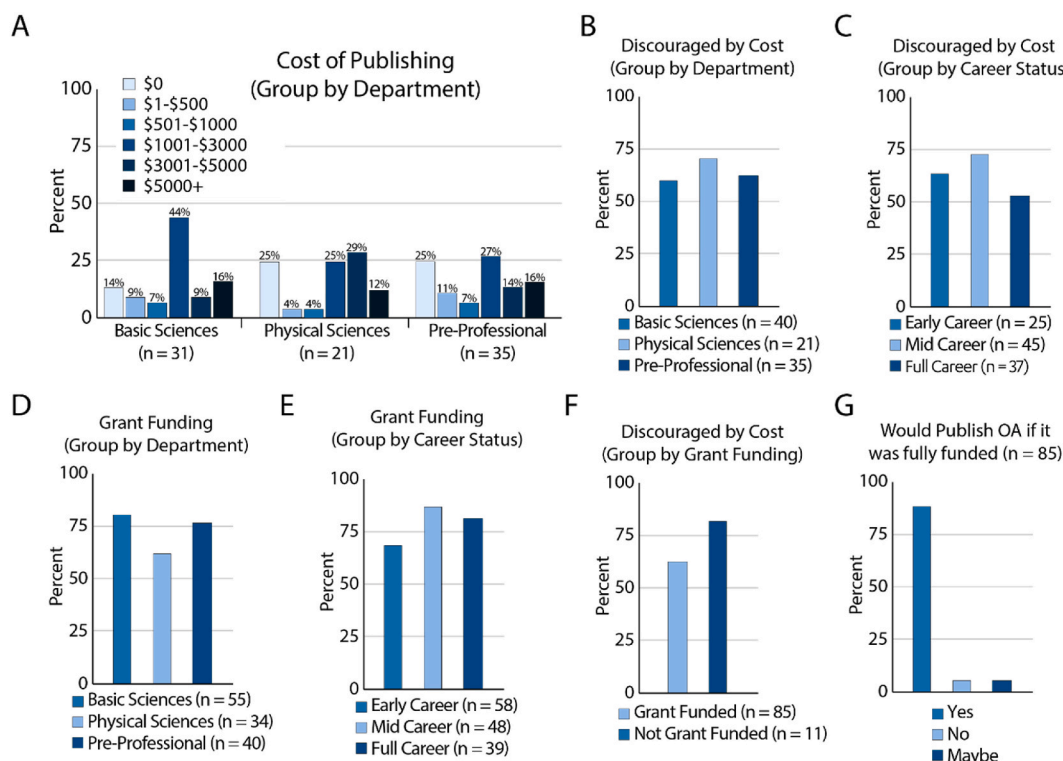 A
Cost of Publishing
(Group by Department)
$0
$1-$500
$501-$1000
$1001-$3000
$3001-$5000
$5000+
Percent
100
75
50
25
0
14%
9%
7%
44%
9%
16%
25%
4%
4%
25%
29%
12%
25%
11%
7%
27%
14%
16%
Basic Sciences
(n = 31)
Physical Sciences
(n = 21)
Pre-Professional
(n = 35)
B
Discouraged by Cost
(Group by Department)
Percent
100
75
50
25
0
Basic Sciences (n = 40)
Physical Sciences (n = 21)
Pre-Professional (n = 35)
C
Discouraged by Cost
(Group by Career Status
Percent
100
75
50
25
0
Early Career (n = 25)
Mid Career (n = 45)
Full Career (n = 37)
D
Grant Funding
(Group by Department)
Percent
100
75
50
25
0
Basic Sciences (n = 55)
Physical Sciences (n = 34)
Pre-Professional (n = 40)
E
Grant Funding
(Group by Career Status)
Percent
100
75
50
25
0
Early Career (n = 58)
Mid Career (n = 48)
Full Career (n = 39)
F
Discouraged by Cost
(Group by Grant Funding)
Percent
100
75
50
25
0
Grant Funded (n = 85)
Not Grant Funded (n = 11)
G
Would Publish OA if it
was fully funded (n = 85)
Percent
100
75
50
25
0
Yes
No
Maybe